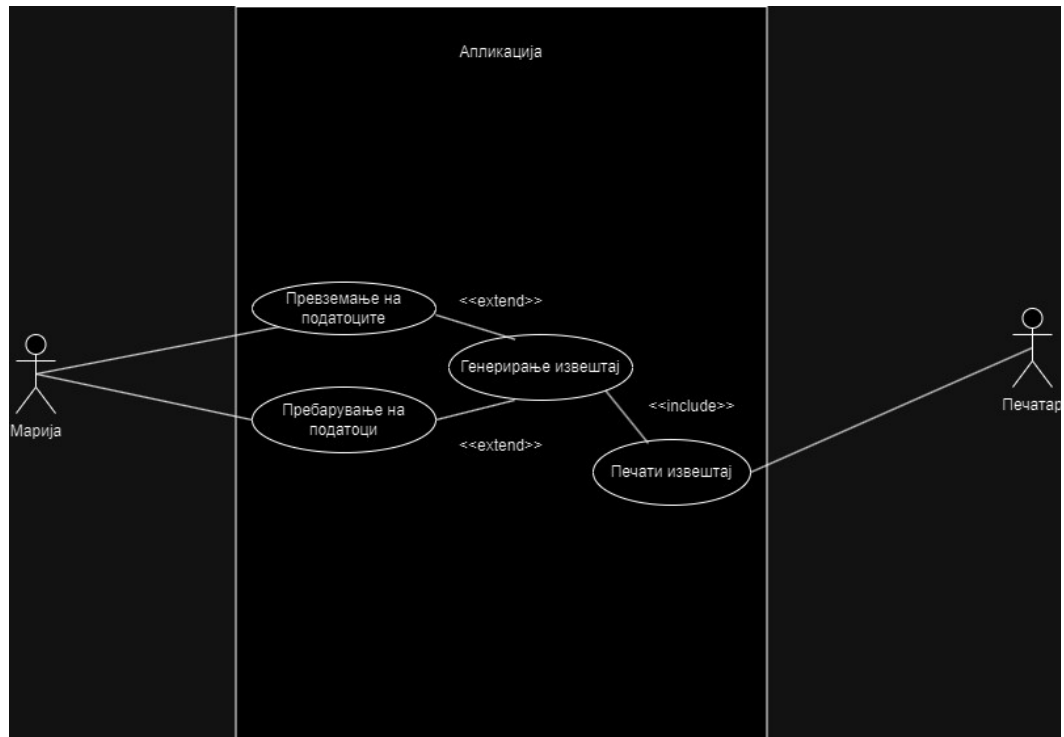 Апликација
Превземање на
податоците
<<extend>>
Генерирање извештај
Пребарување на
податоци
<<extend>>
<<include>>
Печати извештај
Марија
Печатар